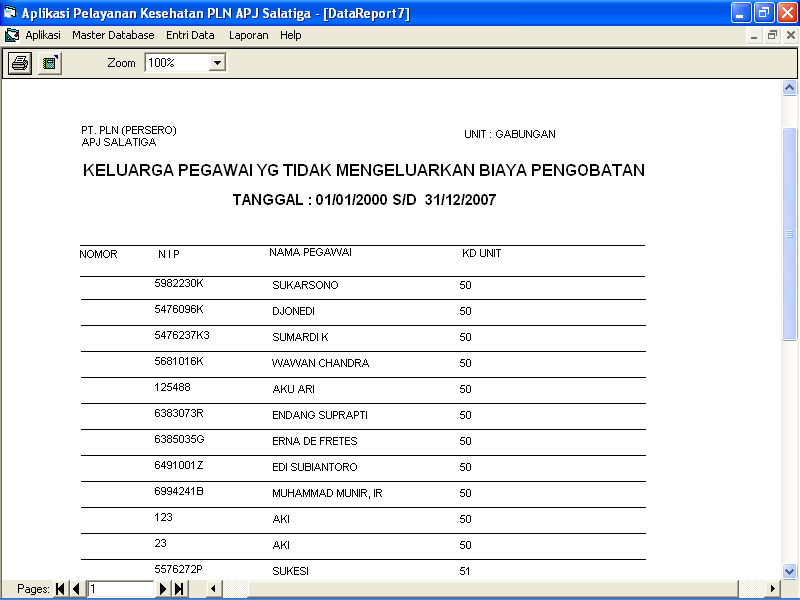 Aplikasi Pelayanan Kesehatan PLN APJ Salatiga - [DataReport7]
Aplikasi Master Database Entri Data Laporan Help
Zoom 100%
PT. PLN (PERSERO)
APJ SALATIGA
UNIT : GABUNGAN
KELUARGA PEGAWAI YG TIDAK MENGELUARKAN BIAYA PENGOBATAN
TANGGAL : 01/01/2000 S/D 31/12/2007
NOMOR N I P NAMA PEGAWAI KD UNIT
5982230K SUKARSONO 50
5476096K DJONEDI 50
5476237K3 SUMARDI K 50
5681016K WAWAN CHANDRA 50
125488 AKU ARI 50
6383073R ENDANG SUPRAPTI 50
6385035G ERNA DE FRETES 50
6491001Z EDI SUBIANTORO 50
6994241B MUHAMMAD MUNIR, IR 50
123 AKI 50
23 AKI 50
5576272P SUKESI 51
Pages: 1